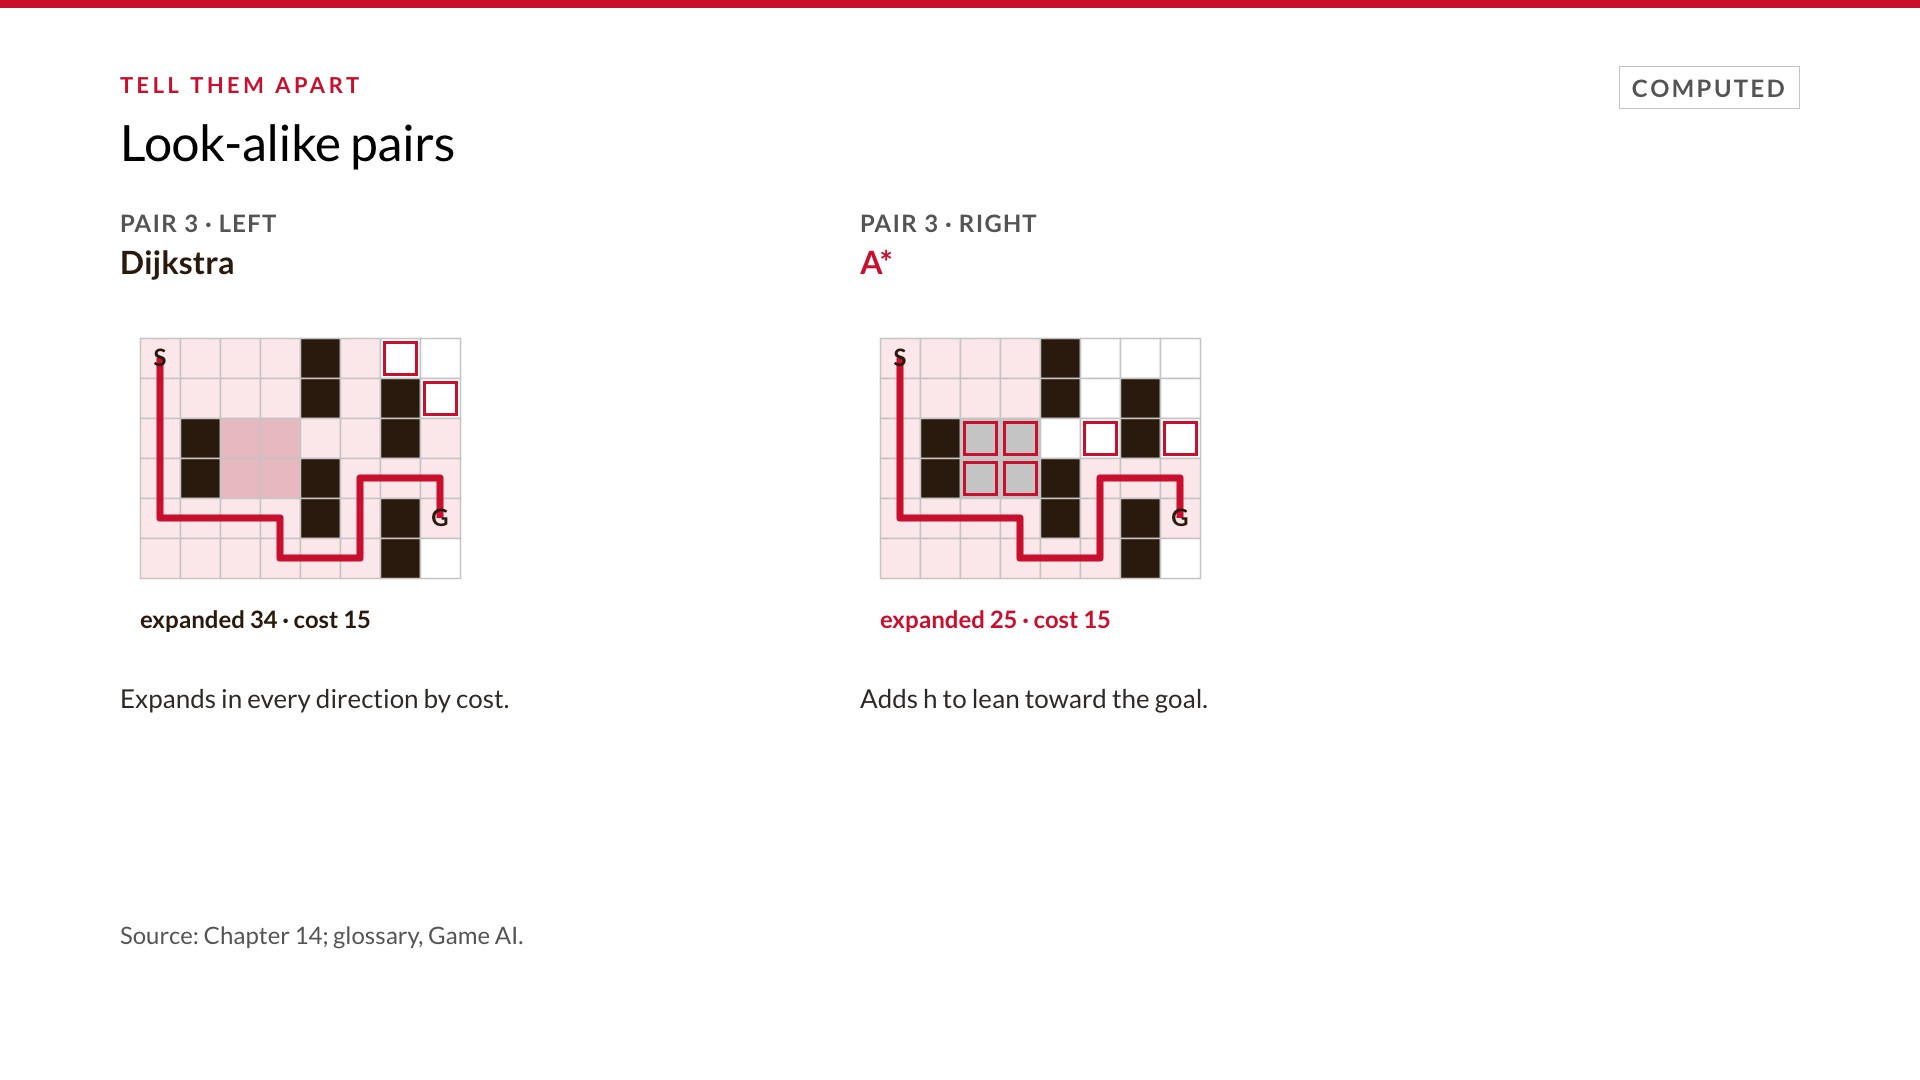 TELL THEM APART
COMPUTED
Look-alike pairs
PAIR 3 · LEFT
Dijkstra
S
G
expanded 34 · cost 15
Expands in every direction by cost.
PAIR 3 · RIGHT
A*
S
G
expanded 25 · cost 15
Adds h to lean toward the goal.
Source: Chapter 14; glossary, Game AI.